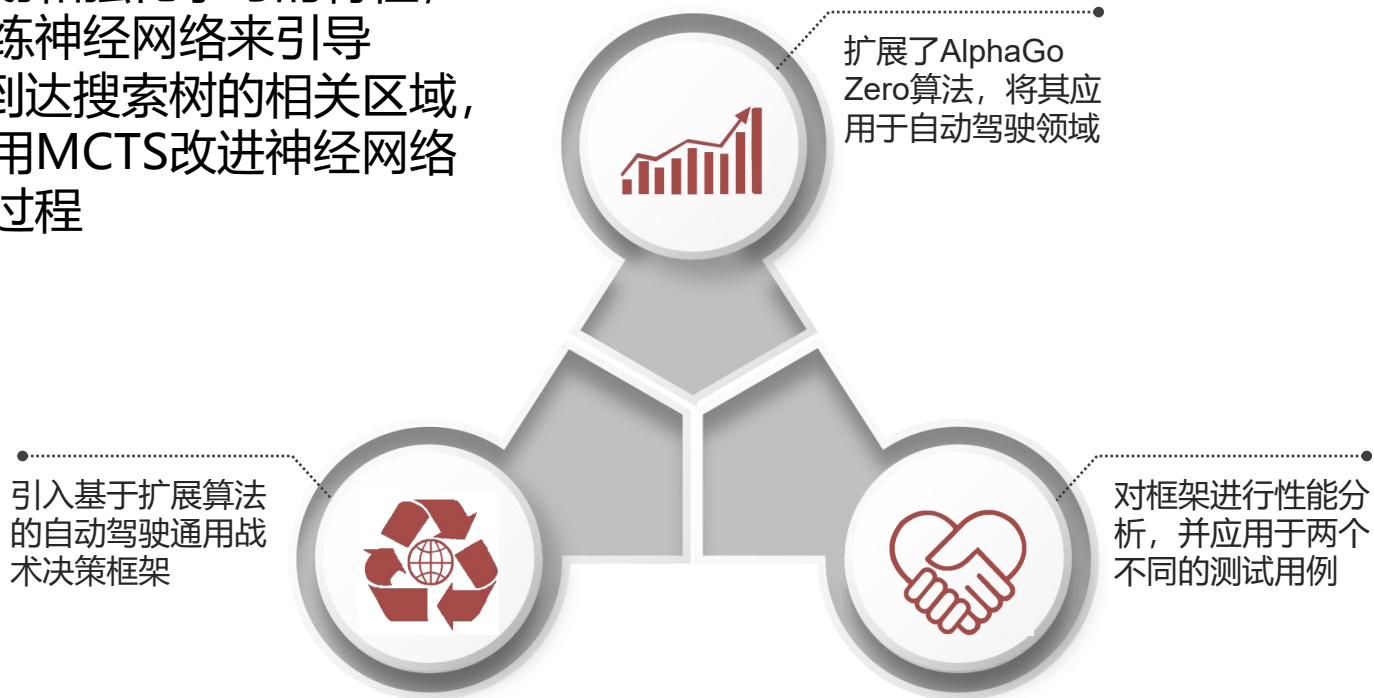 练神经网络来引导
到达搜索树的相关区域，
用MCTS改进神经网络
过程
扩展了AlphaGo
Zero算法，将其应
用于自动驾驶领域
引入基于扩展算法
的自动驾驶通用战
术决策框架
对框架进行性能分
析，并应用于两个
不同的测试用例